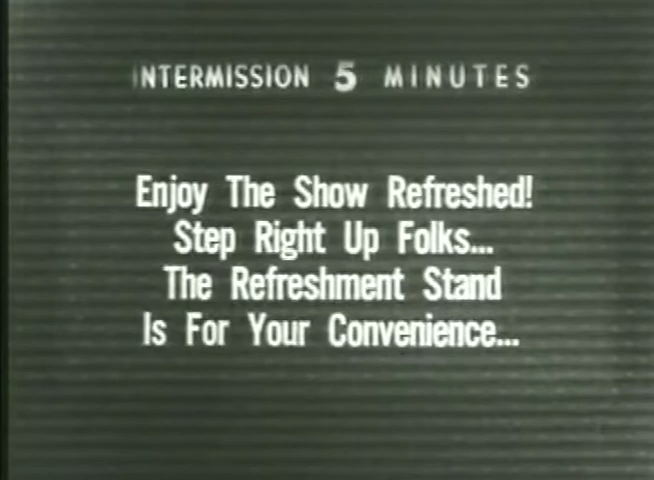 INTERMISSION 5 MINUTES
Enjoy The Show Refreshed!
Step Right Up Folks...
The Refreshment Stand
Is For Your Convenience...